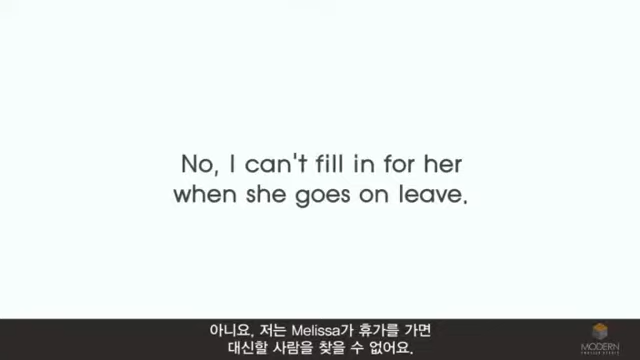 No, I can't fill in for her
when she goes on leave.
아니요, 저는 Melissa가 휴가를 가면
대신할 사람을 찾을 수 없어요.
MODERN